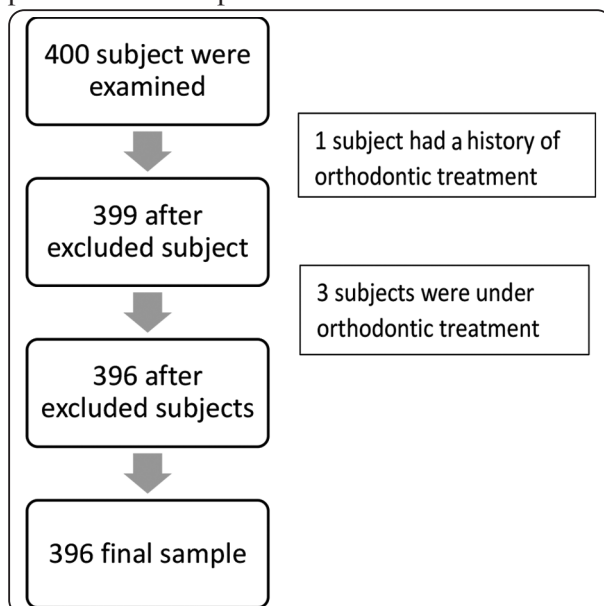 400 subject were
examined
1 subject had a history of
orthodontic treatment
399 after
excluded subject
3 subjects were under
orthodontic treatment
396 after
excluded subjects
396 final sample